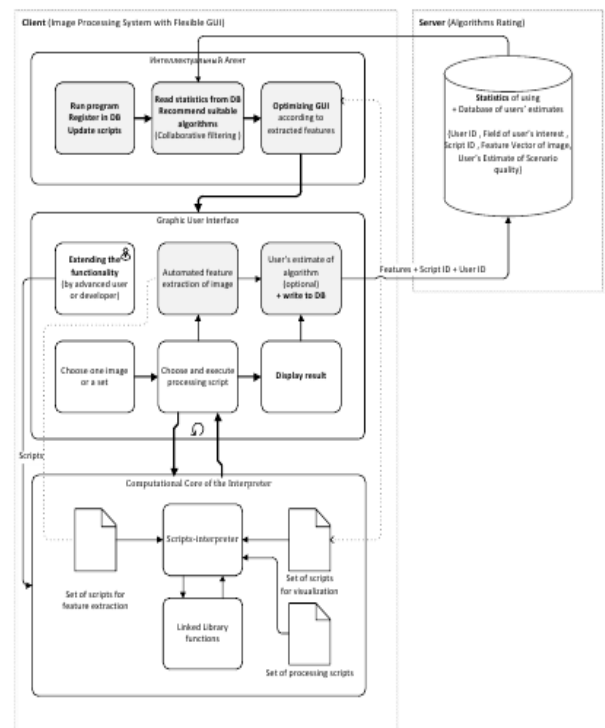 Client (Image Processing System with Flexible GUI)
Server (Algorithms Rating)
Интеллектуальный Агент
Run program
Register in DB
Update scripts
Read statistics from DB
Recommend suitable
algorithms
(Collaborative filtering )
Optimizing GUI
according to
extracted features
Statistics of using
+ Database of users' estimates
{User ID , Field of user's interest ,
Script ID , Feature Vector of image,
User's Estimate of Scenario
quality}
Graphic User Interface
Extending the
functionality
(by advanced user
or developer)
Automated feature
extraction of image
User's estimate of
algorithm
(optional)
+ write to DB
Features + Script ID + User ID
Choose one image
or a set
Choose and execute
processing script
Display result
Scripts
Computational Core of the Interpreter
Scripts-interpreter
Set of scripts for
feature extraction
Set of scripts
for visualization
Linked Library
functions
Set of processing scripts